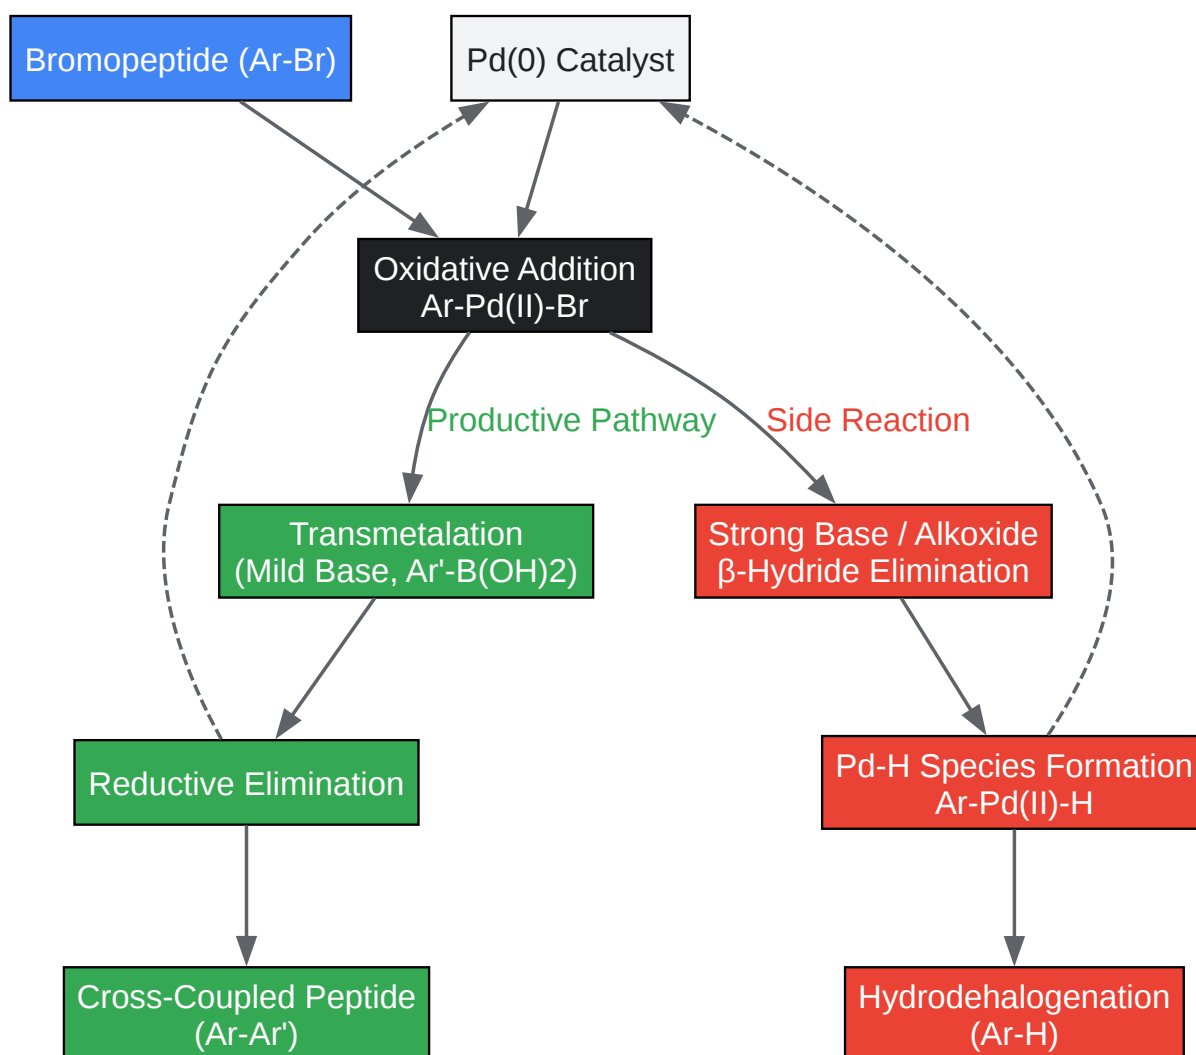 Bromopeptide (Ar-Br)
Pd(0) Catalyst
Oxidative Addition
Ar-Pd(II)-Br
Productive Pathway
Side Reaction
Transmetalation
(Mild Base, Ar'-B(OH)2)
Strong Base / Alkoxide
β-Hydride Elimination
Reductive Elimination
Pd-H Species Formation
Ar-Pd(II)-H
Cross-Coupled Peptide
(Ar-Ar')
Hydrodehalogenation
(Ar-H)